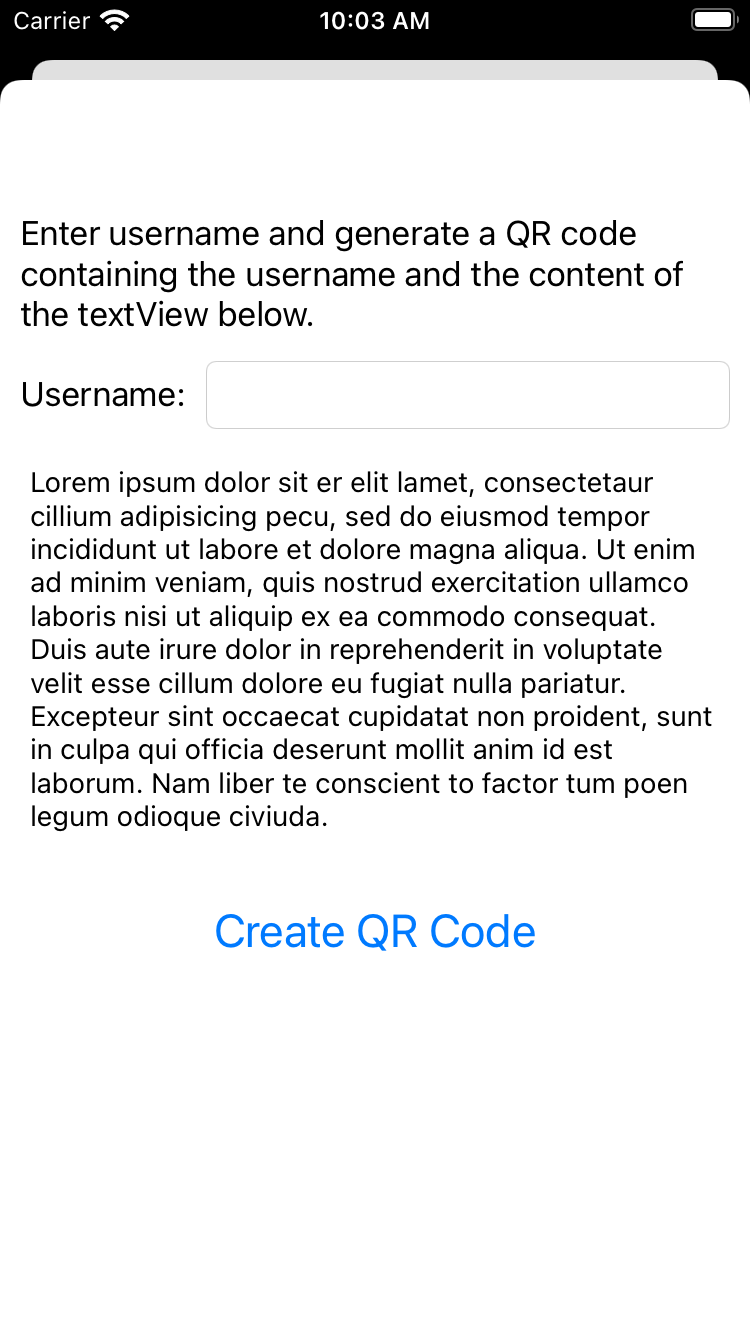 Carrier 10:03 AM
Enter username and generate a QR code
containing the username and the content of
the textView below.
Username:
Lorem ipsum dolor sit er elit lamet, consectetaur
cillium adipisicing pecu, sed do eiusmod tempor
incididunt ut labore et dolore magna aliqua. Ut enim
ad minim veniam, quis nostrud exercitation ullamco
laboris nisi ut aliquip ex ea commodo consequat.
Duis aute irure dolor in reprehenderit in voluptate
velit esse cillum dolore eu fugiat nulla pariatur.
Excepteur sint occaecat cupidatat non proident, sunt
in culpa qui officia deserunt mollit anim id est
laborum. Nam liber te conscient to factor tum poen
legum odioque civiuda.
Create QR Code